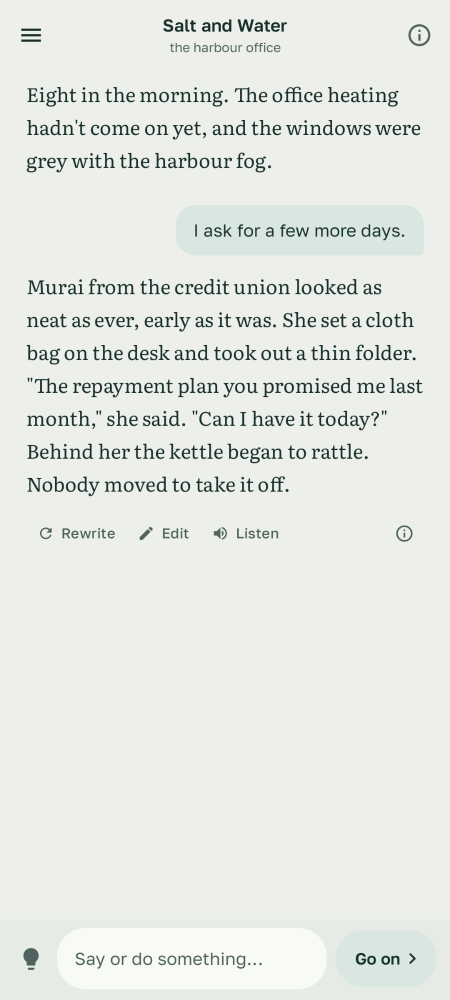 Salt and Water
the harbour office
Eight in the morning. The office heating
hadn't come on yet, and the windows were
grey with the harbour fog.
I ask for a few more days.
Murai from the credit union looked as
neat as ever, early as it was. She set a cloth
bag on the desk and took out a thin folder.
"The repayment plan you promised me last
month," she said. "Can I have it today?"
Behind her the kettle began to rattle.
Nobody moved to take it off.
Rewrite Edit Listen
Say or do something...
Go on